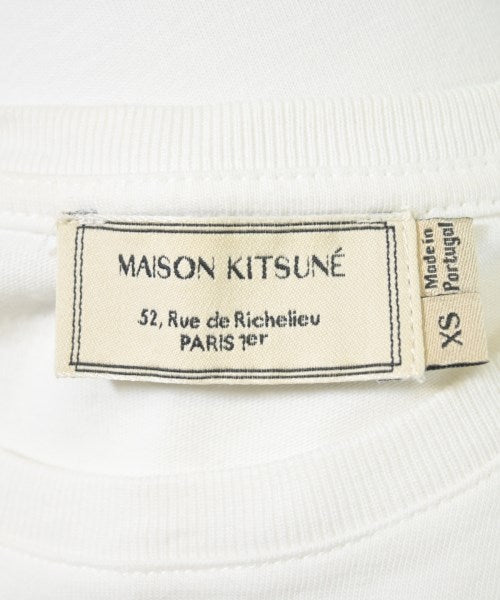 MAISON KITSUNÉ
52, Rue de Richelieu
PARIS 1er
Made in
Portugal
XS